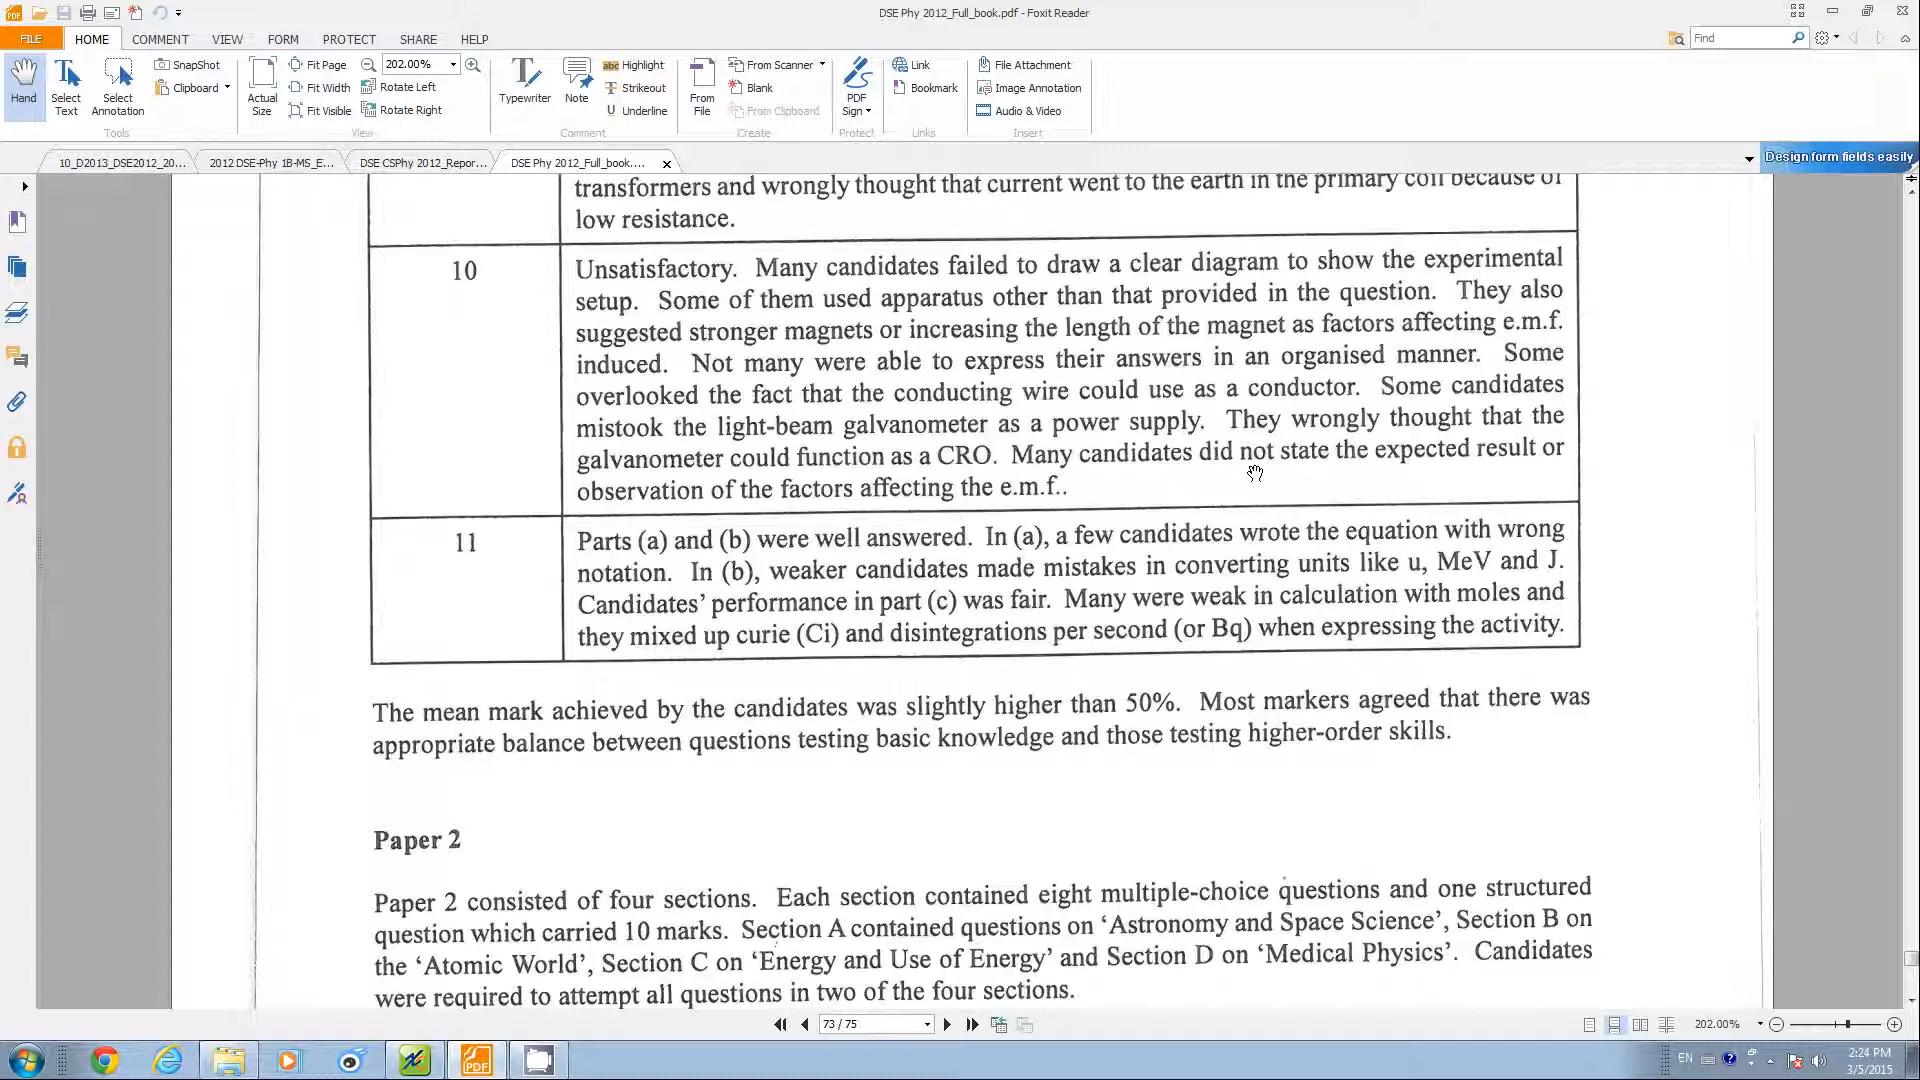 DSE Phy 2012_Full_book.pdf - Foxit Reader
FILE HOME COMMENT VIEW FORM PROTECT SHARE HELP
Find
Hand
Select Text
Select Annotation
SnapShot
Clipboard
Tools
Actual Size
Fit Page
Fit Width
Fit Visible
202.00%
Rotate Left
Rotate Right
View
Typewriter
Note
Highlight
Strikeout
Underline
Comment
From File
From Scanner
Blank
From Clipboard
Create
PDF Sign
Protect
Link
Bookmark
Links
File Attachment
Image Annotation
Audio & Video
Insert
10_D2013_DSE2012_20...
2012 DSE-Phy 1B-MS_E...
DSE CSPhy 2012_Repor...
DSE Phy 2012_Full_book....
Design form fields easily
transformers and wrongly thought that current went to the earth in the primary coil because of
low resistance.
10
Unsatisfactory. Many candidates failed to draw a clear diagram to show the experimental
setup. Some of them used apparatus other than that provided in the question. They also
suggested stronger magnets or increasing the length of the magnet as factors affecting e.m.f.
induced. Not many were able to express their answers in an organised manner. Some
overlooked the fact that the conducting wire could use as a conductor. Some candidates
mistook the light-beam galvanometer as a power supply. They wrongly thought that the
galvanometer could function as a CRO. Many candidates did not state the expected result or
observation of the factors affecting the e.m.f..
11
Parts (a) and (b) were well answered. In (a), a few candidates wrote the equation with wrong
notation. In (b), weaker candidates made mistakes in converting units like u, MeV and J.
Candidates' performance in part (c) was fair. Many were weak in calculation with moles and
they mixed up curie (Ci) and disintegrations per second (or Bq) when expressing the activity.
The mean mark achieved by the candidates was slightly higher than 50%. Most markers agreed that there was
appropriate balance between questions testing basic knowledge and those testing higher-order skills.
Paper 2
Paper 2 consisted of four sections. Each section contained eight multiple-choice questions and one structured
question which carried 10 marks. Section A contained questions on 'Astronomy and Space Science', Section B on
the 'Atomic World', Section C on 'Energy and Use of Energy' and Section D on 'Medical Physics'. Candidates
were required to attempt all questions in two of the four sections.
73 / 75
202.00%
EN
2:24 PM
3/5/2015